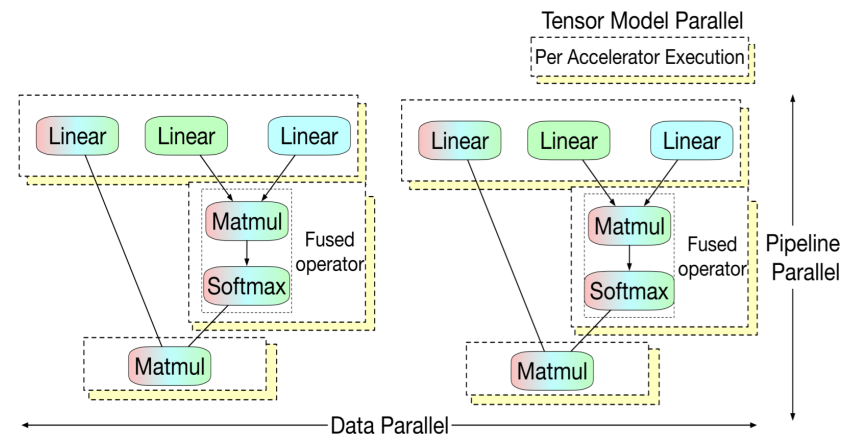 Tensor Model Parallel
Per Accelerator Execution
Linear Linear Linear
Linear Linear Linear
Matmul
Fused
operator
Softmax
Matmul
Fused
operator
Softmax
Pipeline
Parallel
Matmul
Matmul
Data Parallel